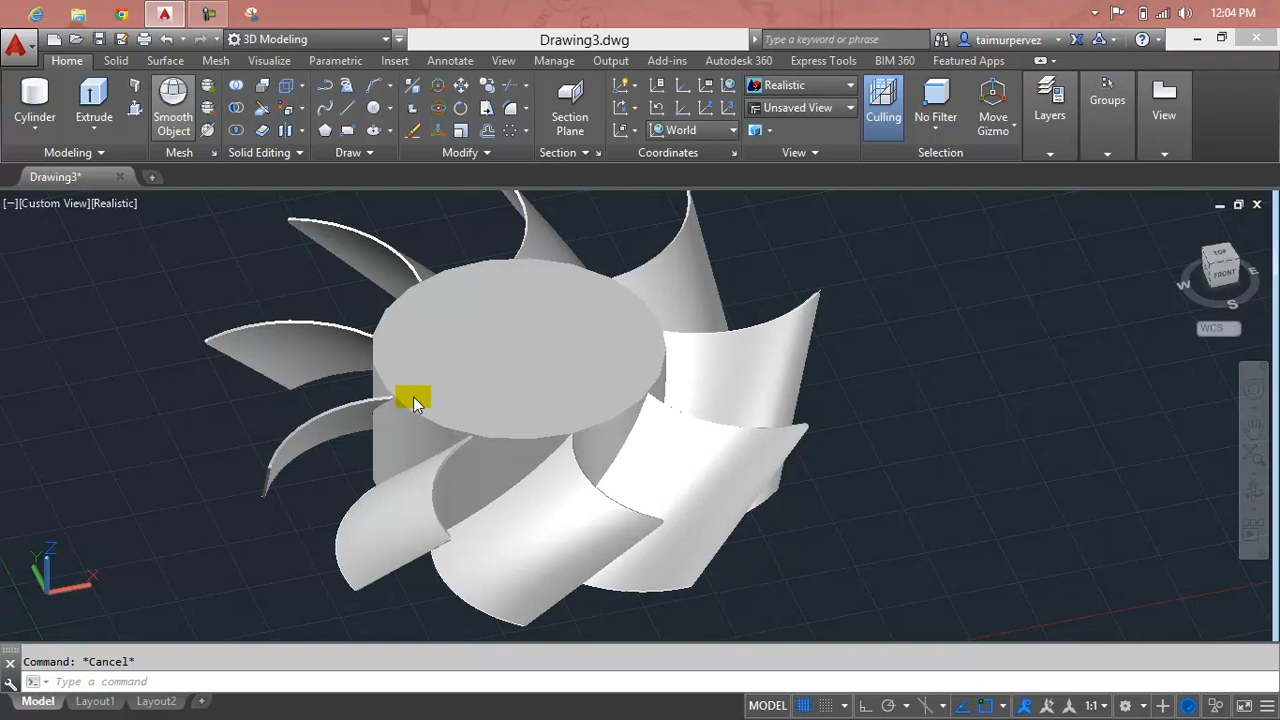 12:04 PM
3D Modeling
Drawing3.dwg
Type a keyword or phrase
taimurpervez
Home Solid Surface Mesh Visualize Parametric Insert Annotate View Manage Output Add-ins Autodesk 360 Express Tools BIM 360 Featured Apps
Realistic
Unsaved View
World
Cylinder
Extrude
Smooth Object
Section Plane
Culling
No Filter
Move Gizmo
Layers
Groups
View
Modeling
Mesh
Solid Editing
Draw
Modify
Section
Coordinates
View
Selection
Drawing3*
[−][Custom View][Realistic]
TOP
FRONT
W
S
E
WCS
Z
Y
X
Command: *Cancel*
Type a command
Model Layout1 Layout2 +
MODEL
1:1